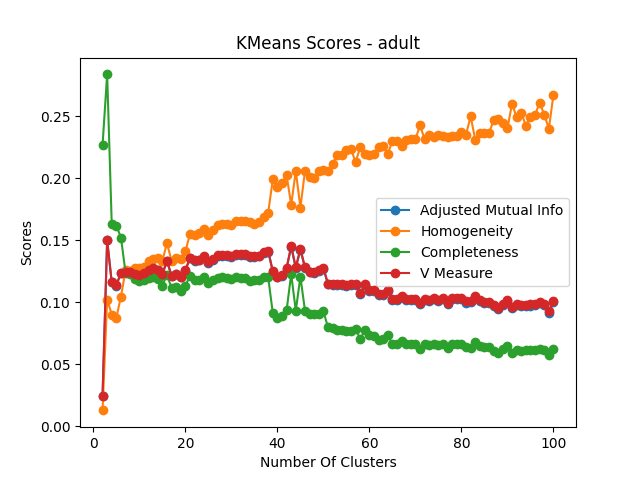 KMeans Scores - adult
Scores
0.25
0.20
0.15
0.10
0.05
0.00
Adjusted Mutual Info
Homogeneity
Completeness
V Measure
0
20
40
60
80
100
Number Of Clusters